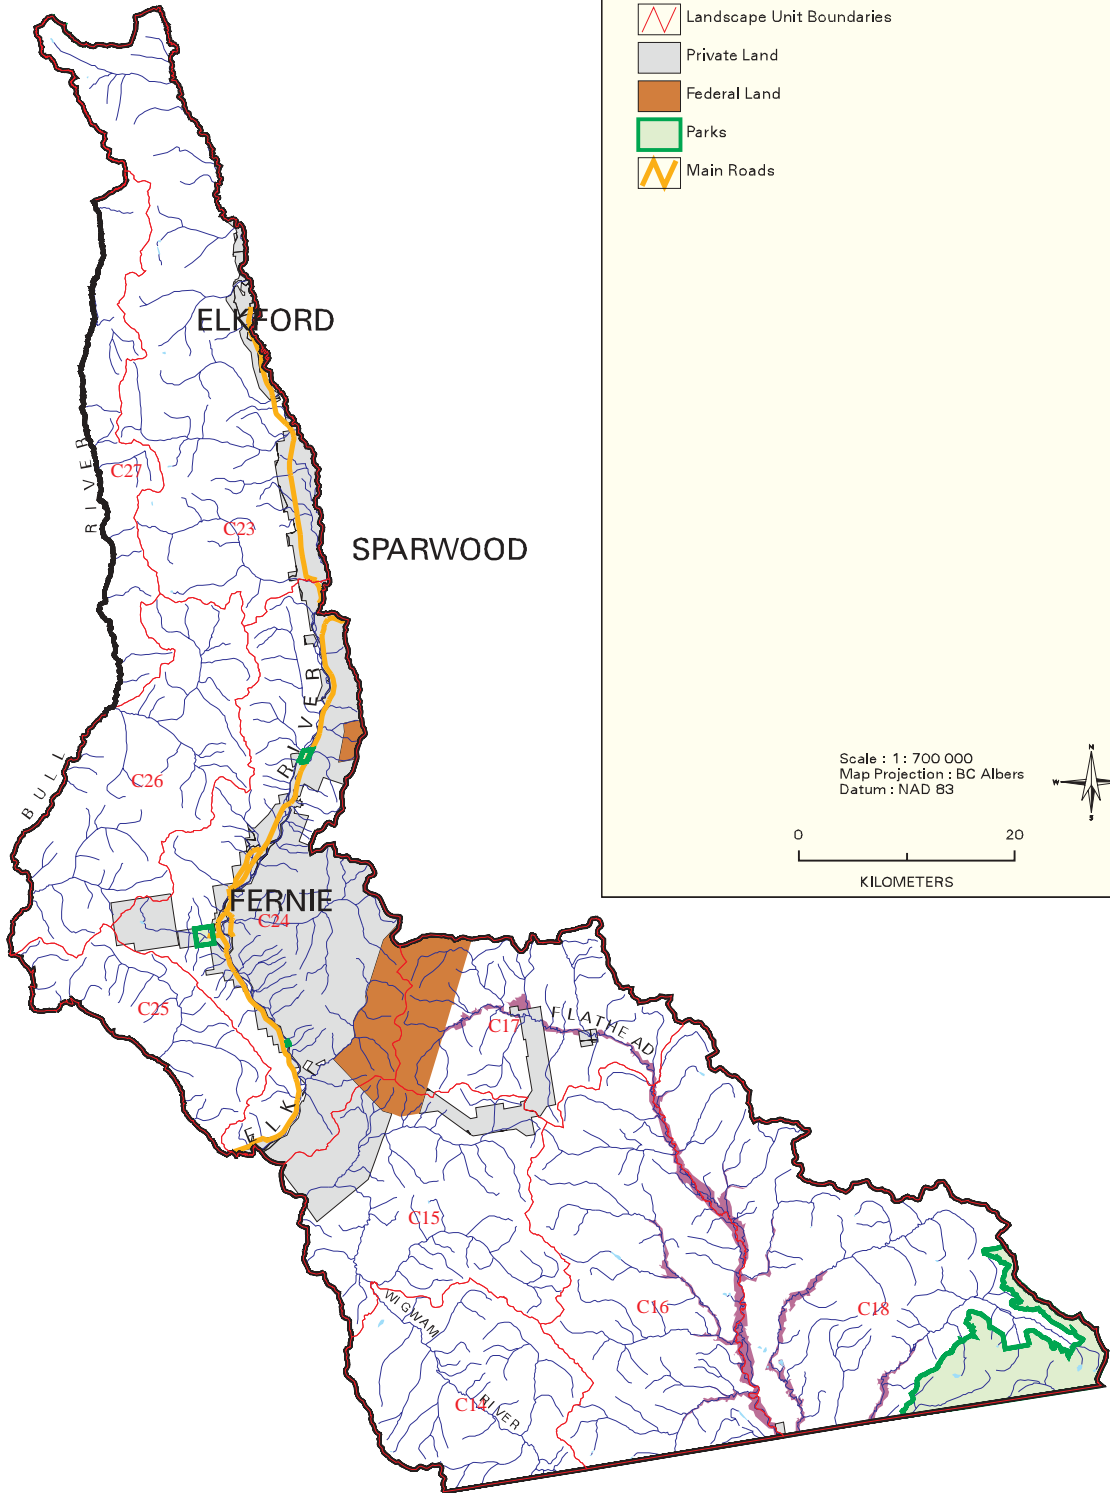 Landscape Unit Boundaries
Private Land
Federal Land
Parks
Main Roads
ELKFORD
RIVER
C27
C23
SPARWOOD
RIVER
BULL
C26
Scale : 1 : 700 000
Map Projection : BC Albers
Datum : NAD 83
N
W
S
0 20
KILOMETERS
FERNIE
C24
C25
C17
FLATHEAD
ELK
C15
WIGWAM
C16
C18
RIVER